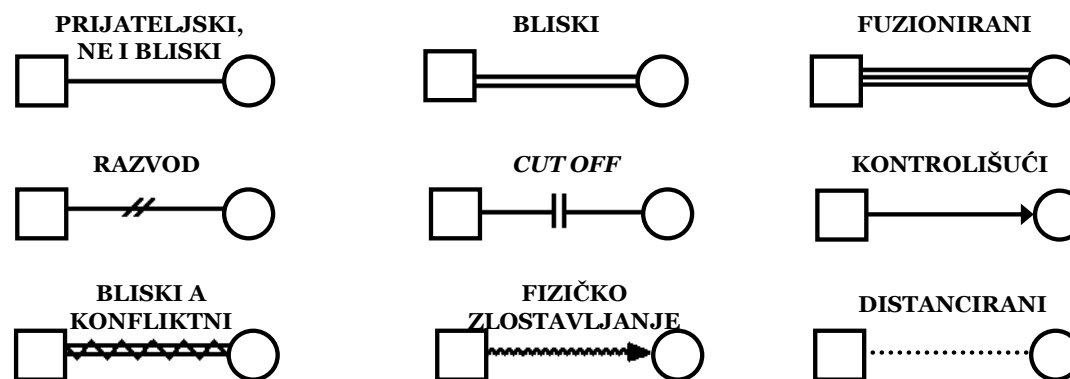 PRIJATELJSKI,
NE I BLISKI
BLISKI
FUZIONIRANI
RAZVOD
CUT OFF
KONTROLIŠUĆI
BLISKI A
KONFLIKTNI
FIZIČKO
ZLOSTAVLJANJE
DISTANCIRANI